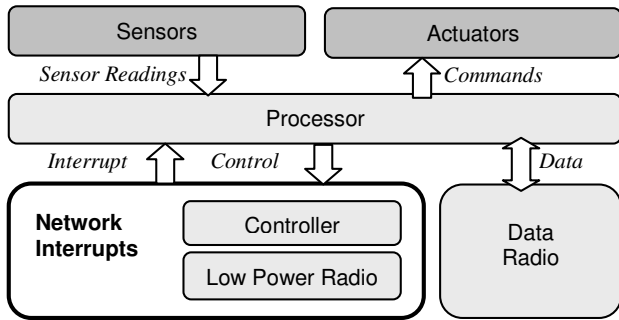 Sensors
Actuators
Sensor Readings
Commands
Processor
Interrupt
Control
Data
Network
Interrupts
Controller
Low Power Radio
Data
Radio